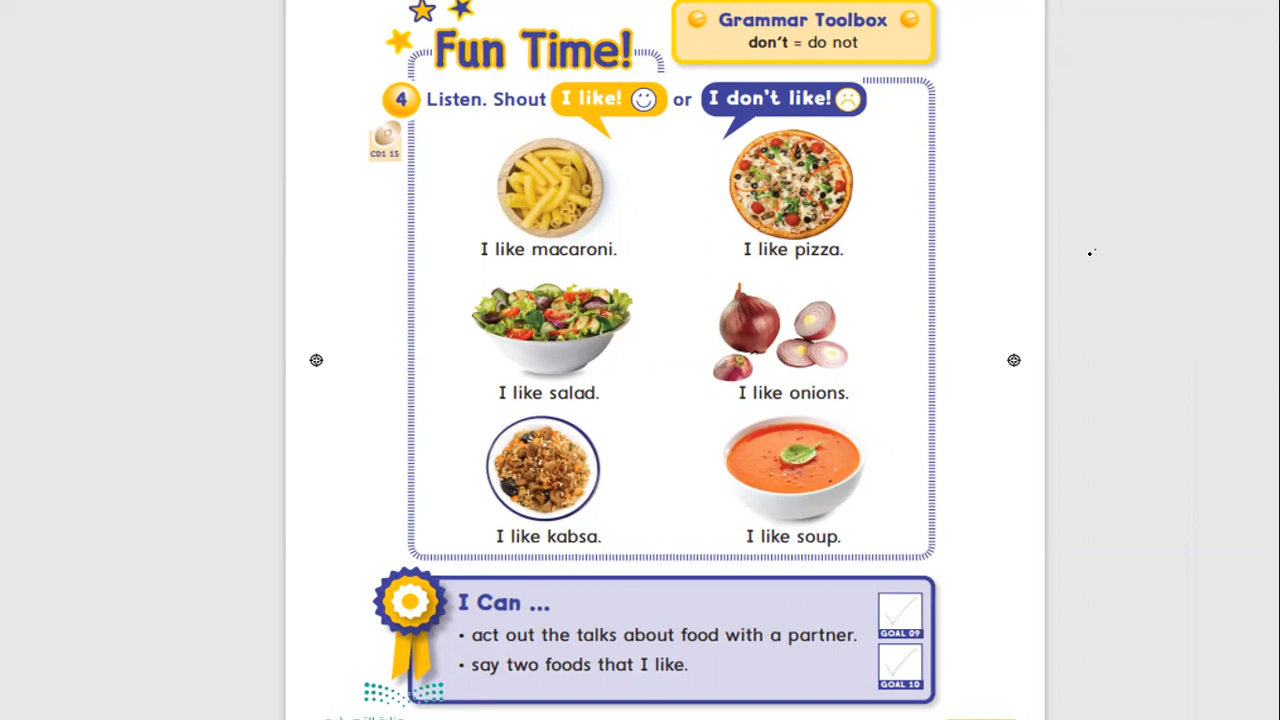 Grammar Toolbox
don't = do not
Fun Time!
4 Listen. Shout I like! or I don't like!
CD1 15
I like macaroni. I like pizza.
I like salad. I like onions.
I like kabsa. I like soup.
I Can ...
• act out the talks about food with a partner.
GOAL 09
• say two foods that I like.
GOAL 10